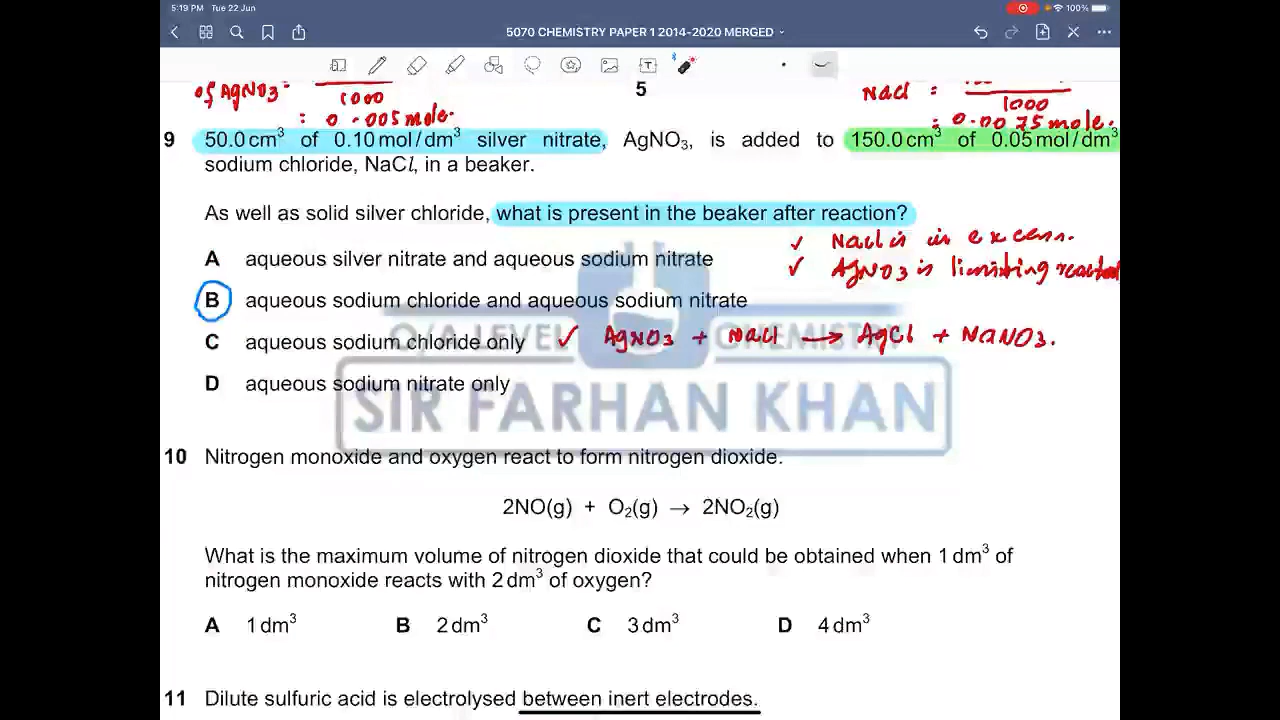 5:19 PM Tue 22 Jun
100%
5070 CHEMISTRY PAPER 1 2014-2020 MERGED
of AgNO3 =
1000
: 0.005 mole.
5
NaCl :
1000
= 0.0075 mole.
9 50.0 cm³ of 0.10 mol/dm³ silver nitrate, AgNO₃, is added to 150.0 cm³ of 0.05 mol/dm³
sodium chloride, NaCl, in a beaker.
As well as solid silver chloride, what is present in the beaker after reaction?
✓ NaCl is in excess.
A aqueous silver nitrate and aqueous sodium nitrate
✓ AgNO3 is limiting reactant
B aqueous sodium chloride and aqueous sodium nitrate
O/A LEVEL CHEMISTRY
C aqueous sodium chloride only ✓ AgNO3 + NaCl → AgCl + NaNO3.
D aqueous sodium nitrate only
SIR FARHAN KHAN
10 Nitrogen monoxide and oxygen react to form nitrogen dioxide.
2NO(g) + O₂(g) → 2NO₂(g)
What is the maximum volume of nitrogen dioxide that could be obtained when 1 dm³ of
nitrogen monoxide reacts with 2 dm³ of oxygen?
A 1 dm³ B 2 dm³ C 3 dm³ D 4 dm³
11 Dilute sulfuric acid is electrolysed between inert electrodes.